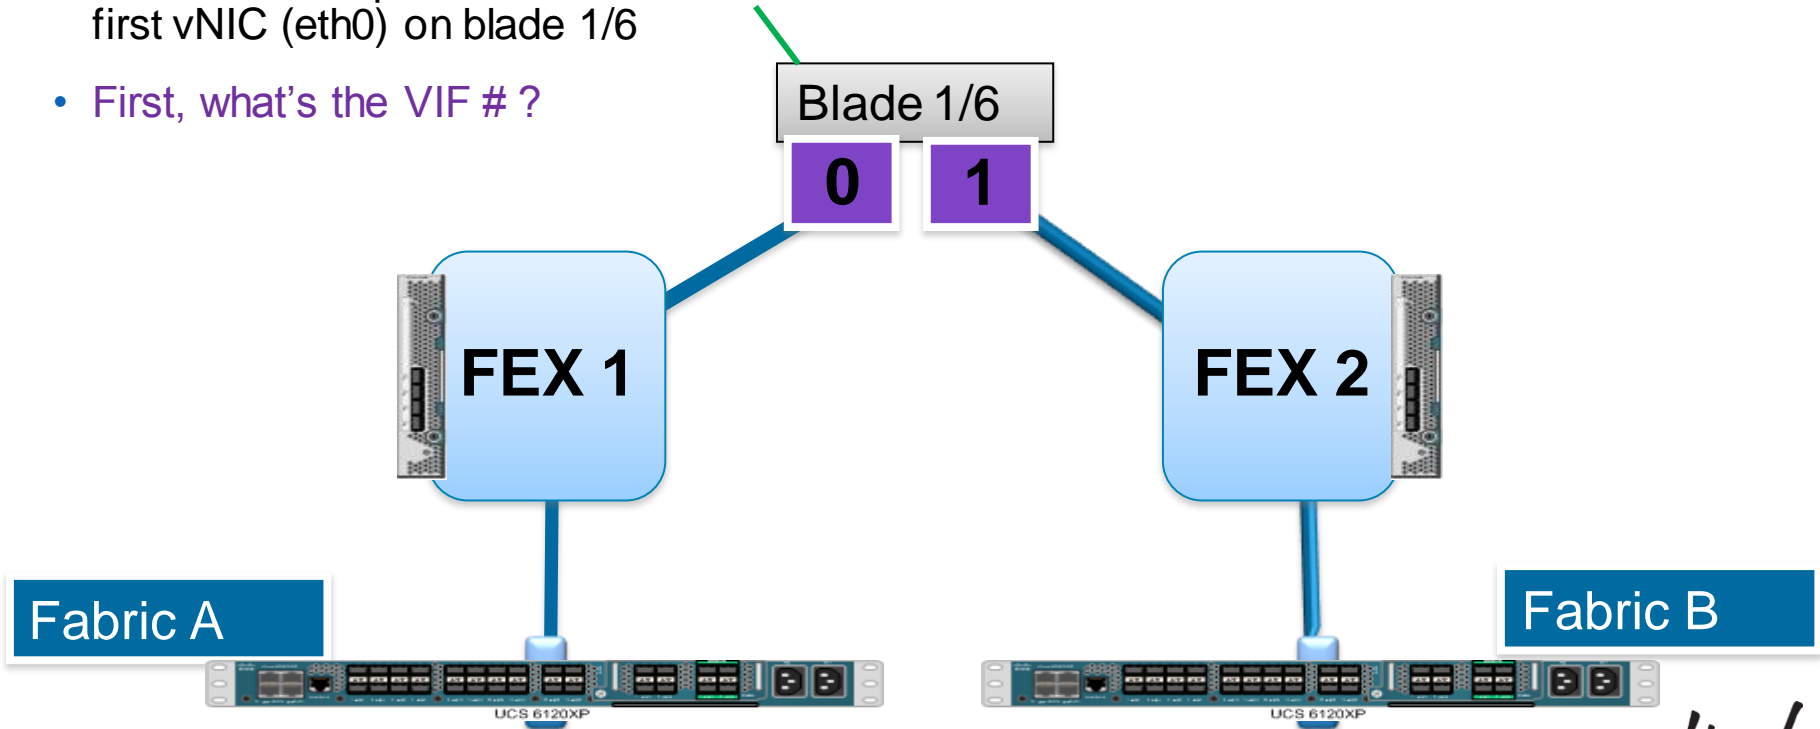 first vNIC (eth0) on blade 1/6
• First, what's the VIF # ?
Blade 1/6
0 1
FEX 1
FEX 2
Fabric A
Fabric B
UCS 6120XP
UCS 6120XP